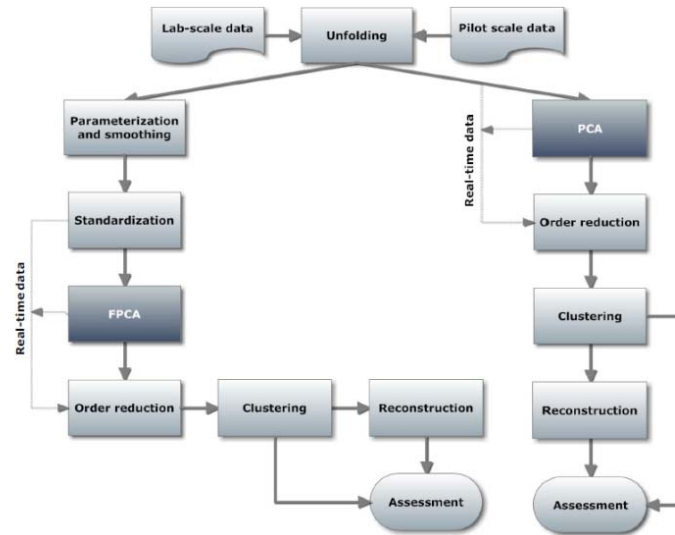 Lab-scale data
Unfolding
Pilot scale data
Parameterization
and smoothing
PCA
Real-time data
Standardization
Order reduction
Real-time data
FPCA
Clustering
Order reduction
Clustering
Reconstruction
Reconstruction
Assessment
Assessment